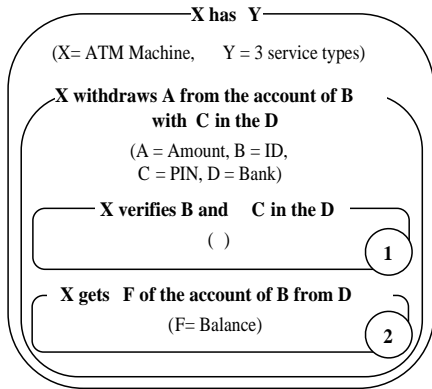 X has Y
(X= ATM Machine, Y = 3 service types)
X withdraws A from the account of B
with C in the D
(A = Amount, B = ID,
C = PIN, D = Bank)
X verifies B and C in the D
( )
1
X gets F of the account of B from D
(F= Balance)
2